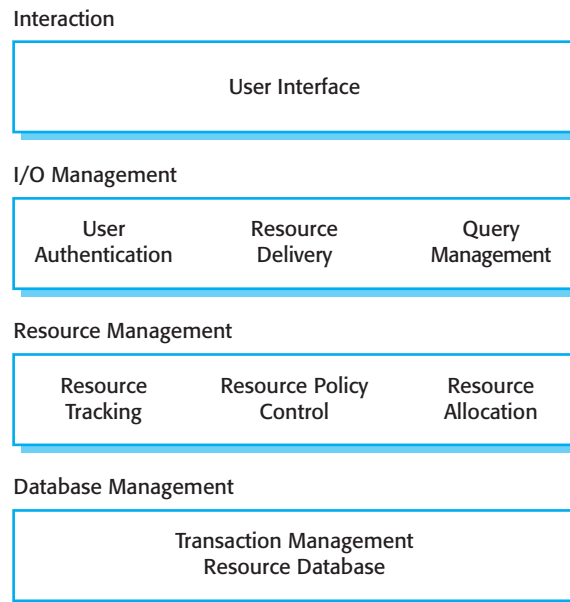 Interaction
User Interface
I/O Management
User
Authentication
Resource
Delivery
Query
Management
Resource Management
Resource
Tracking
Resource Policy
Control
Resource
Allocation
Database Management
Transaction Management
Resource Database